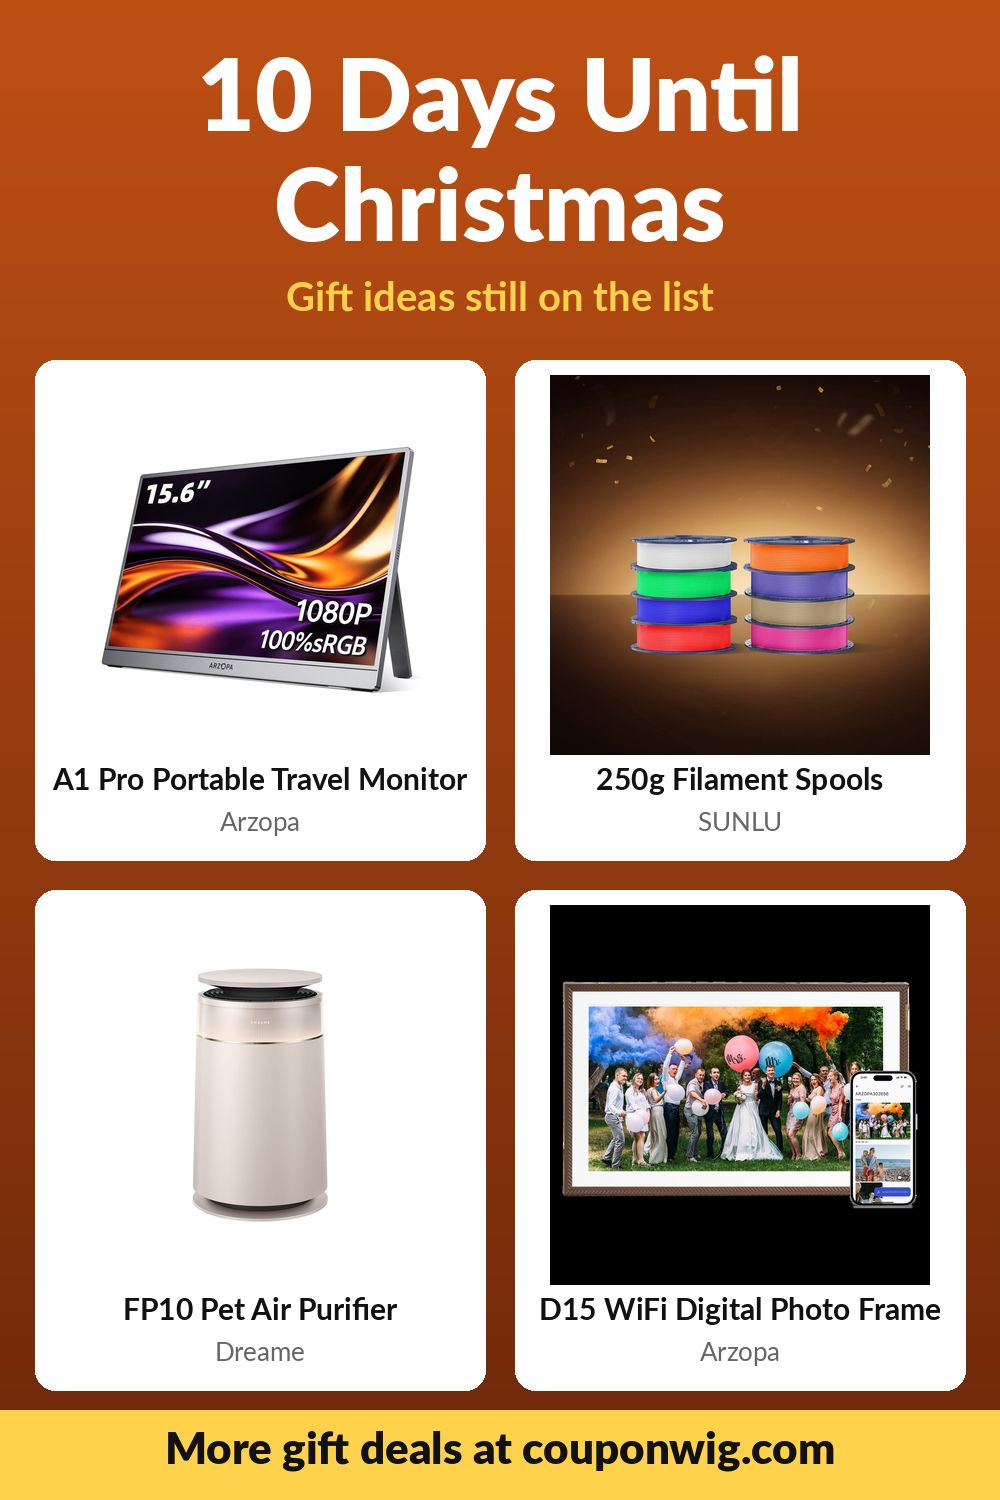 10 Days Until
Christmas
Gift ideas still on the list
15.6”
1080P
100%sRGB
ARZOPA
A1 Pro Portable Travel Monitor
Arzopa
250g Filament Spools
SUNLU
FP10 Pet Air Purifier
Dreame
Mrs.
Mr.
D15 WiFi Digital Photo Frame
Arzopa
More gift deals at couponwig.com